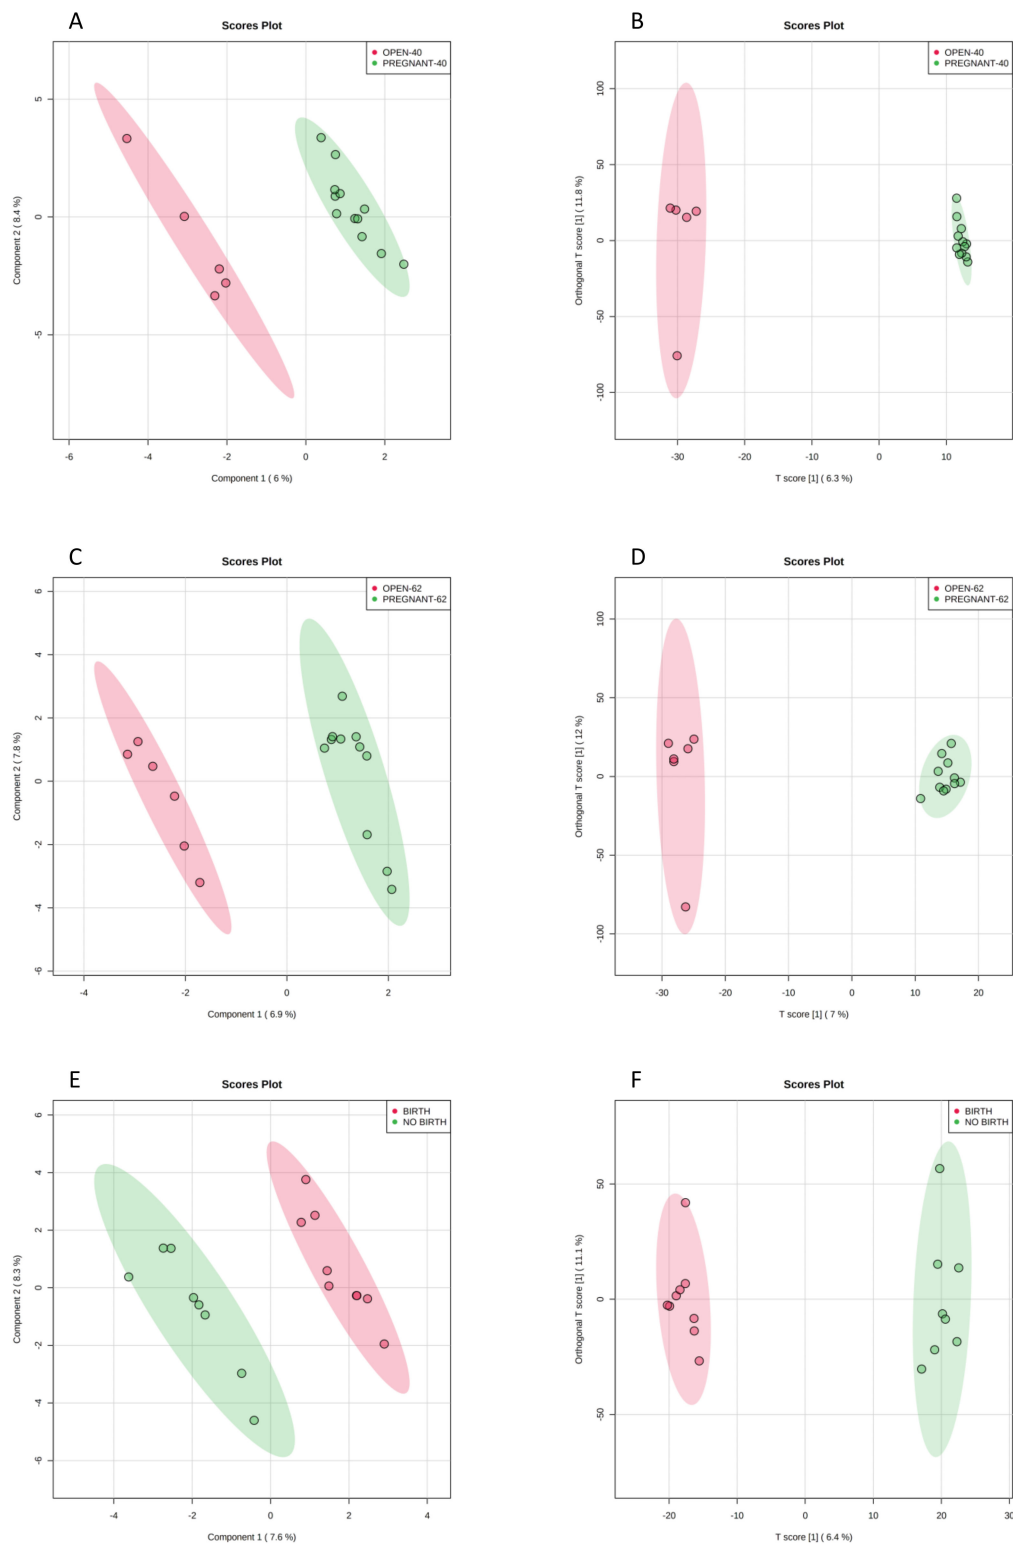 A
Scores Plot
OPEN-40
PREGNANT-40
5
0
-5
-6 -4 -2 0 2
Component 2 ( 8.4 %)
Component 1 ( 6 %)
B
Scores Plot
OPEN-40
PREGNANT-40
100
50
0
-50
-100
-30 -20 -10 0 10
Orthogonal T score [1] ( 11.8 %)
T score [1] ( 6.3 %)
C
Scores Plot
OPEN-62
PREGNANT-62
6
4
2
0
-2
-4
-6
-4 -2 0 2
Component 2 ( 7.8 %)
Component 1 ( 6.9 %)
D
Scores Plot
OPEN-62
PREGNANT-62
100
50
0
-50
-100
-30 -20 -10 0 10 20
Orthogonal T score [1] ( 12 %)
T score [1] ( 7 %)
E
Scores Plot
BIRTH
NO BIRTH
6
4
2
0
-2
-4
-6
-4 -2 0 2 4
Component 2 ( 8.3 %)
Component 1 ( 7.6 %)
F
Scores Plot
BIRTH
NO BIRTH
50
0
-50
-20 -10 0 10 20 30
Orthogonal T score [1] ( 11.1 %)
T score [1] ( 6.4 %)